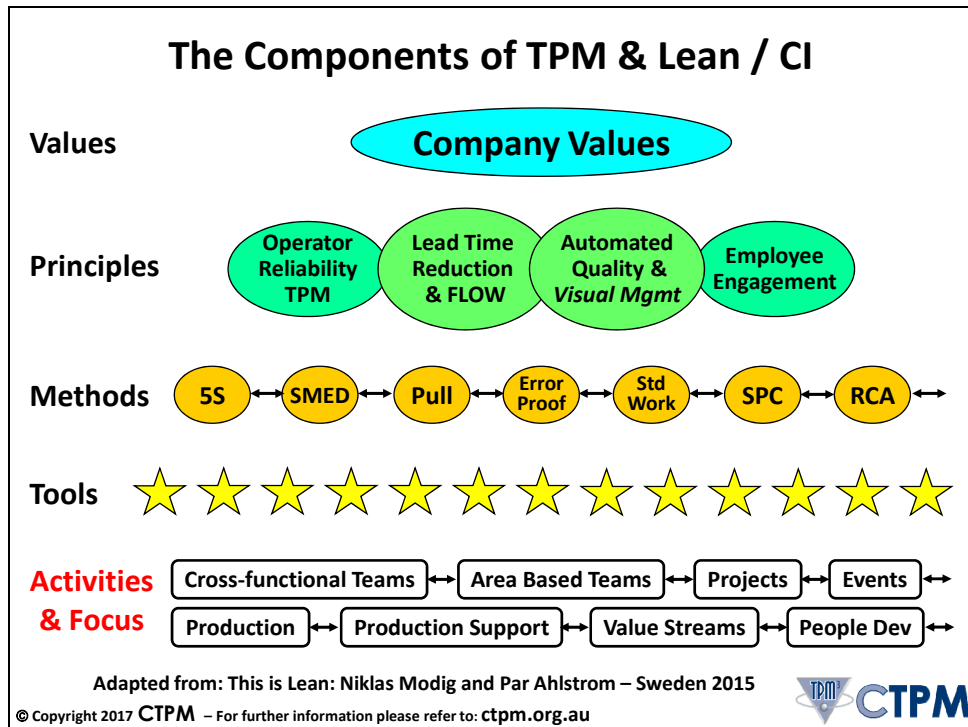 The Components of TPM & Lean / CI
Values
Company Values
Principles
Operator
Reliability
TPM
Lead Time
Reduction
& FLOW
Automated
Quality &
Visual Mgmt
Employee
Engagement
Methods
5S
SMED
Pull
Error
Proof
Std
Work
SPC
RCA
Tools
Activities
& Focus
Cross-functional Teams
Area Based Teams
Projects
Events
Production
Production Support
Value Streams
People Dev
Adapted from: This is Lean: Niklas Modig and Par Ahlstrom – Sweden 2015
© Copyright 2017 CTPM – For further information please refer to: ctpm.org.au
TPM3
CTPM